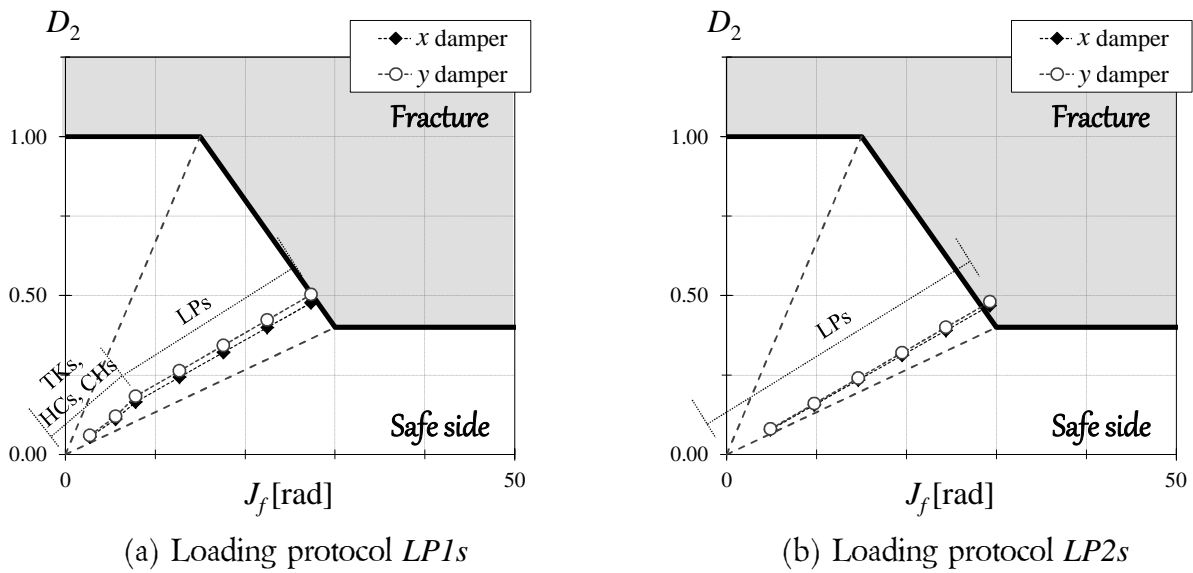 D₂
x damper
y damper
Fracture
1.00
0.50
LPs
TKs,
HCs, CHs
Safe side
0.00
0
J_f [rad]
50
(a) Loading protocol LP1s
D₂
x damper
y damper
Fracture
1.00
0.50
LPs
Safe side
0.00
0
J_f [rad]
50
(b) Loading protocol LP2s